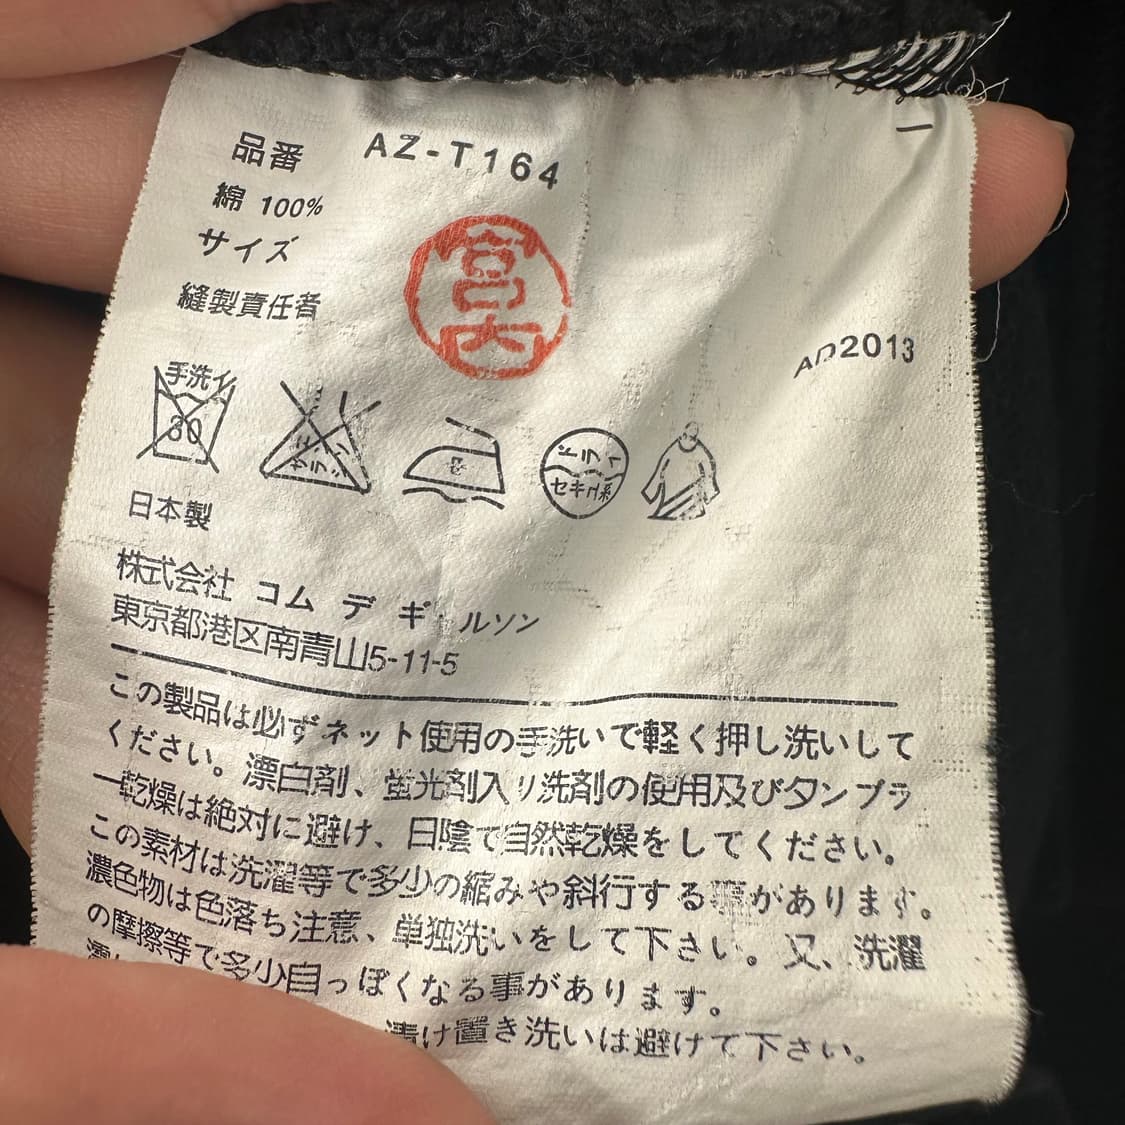 品番 AZ-T164
綿 100%
サイズ
縫製責任者
宮内
AD2013
手洗イ
30
ドライ
セキユ系
日本製
株式会社 コム デ ギ ルソン
東京都港区南青山5-11-5
この製品は必ずネット使用の手洗いで軽く押し洗いして
ください。漂白剤、蛍光剤入り洗剤の使用及びタンブラ
ー乾燥は絶対に避け、日陰で自然乾燥をしてください。
この素材は洗濯等で多少の縮みや斜行する事があります。
濃色物は色落ち注意、単独洗いをして下さい。又、洗濯
の摩擦等で多少白っぽくなる事があります。
漬け置き洗いは避けて下さい。